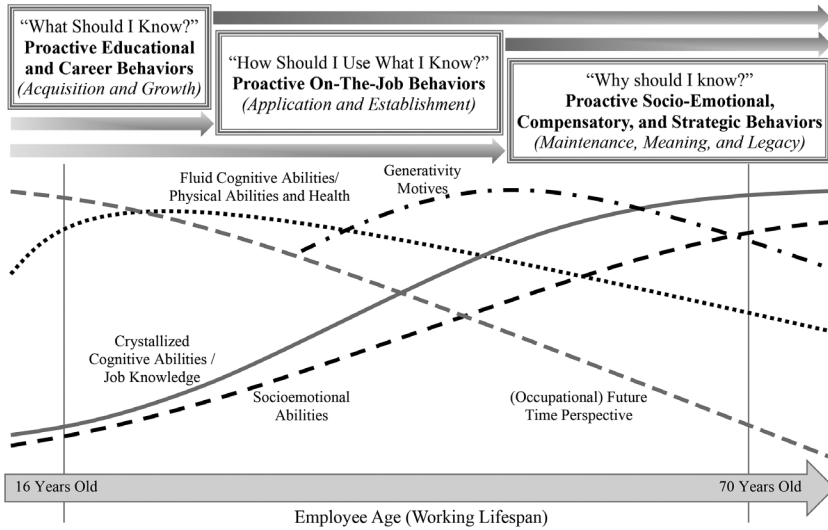 “What Should I Know?”
Proactive Educational
and Career Behaviors
(Acquisition and Growth)
“How Should I Use What I Know?”
Proactive On-The-Job Behaviors
(Application and Establishment)
“Why should I know?”
Proactive Socio-Emotional,
Compensatory, and Strategic Behaviors
(Maintenance, Meaning, and Legacy)
Fluid Cognitive Abilities/
Physical Abilities and Health
Generativity
Motives
Crystallized
Cognitive Abilities /
Job Knowledge
Socioemotional
Abilities
(Occupational) Future
Time Perspective
16 Years Old
70 Years Old
Employee Age (Working Lifespan)